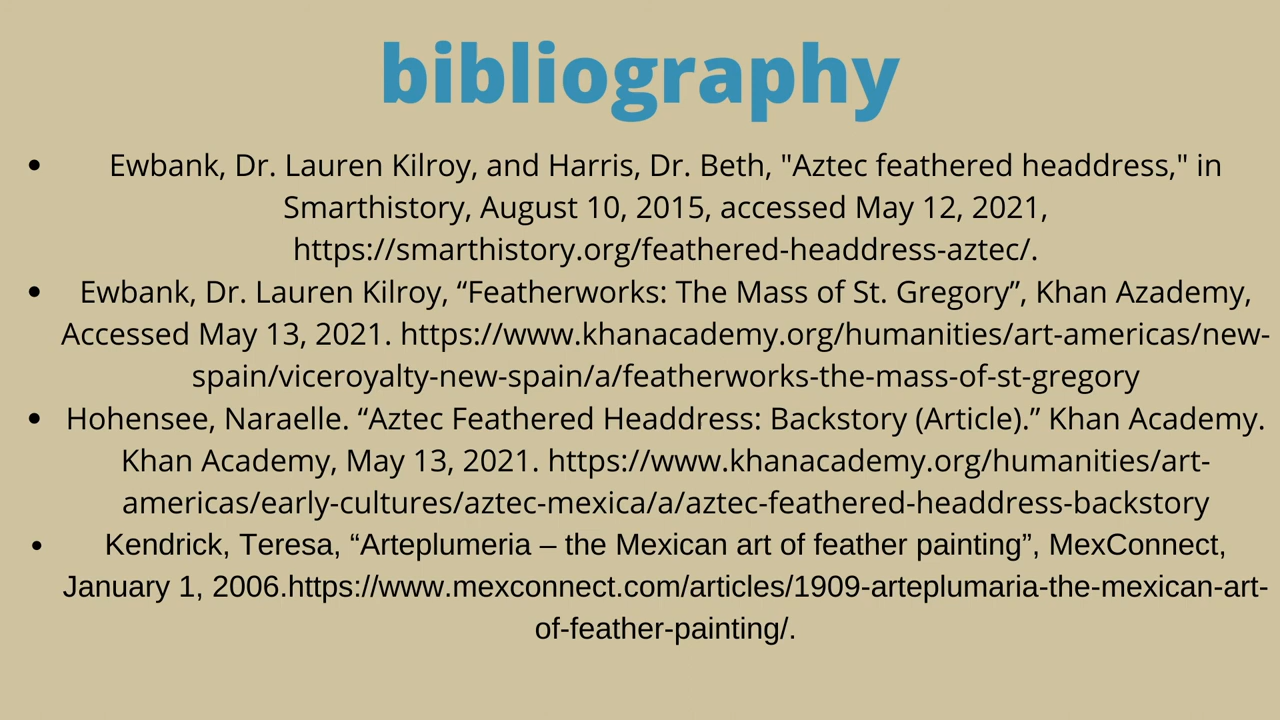 bibliography
• Ewbank, Dr. Lauren Kilroy, and Harris, Dr. Beth, "Aztec feathered headdress," in
Smarthistory, August 10, 2015, accessed May 12, 2021,
https://smarthistory.org/feathered-headdress-aztec/.
• Ewbank, Dr. Lauren Kilroy, “Featherworks: The Mass of St. Gregory”, Khan Azademy,
Accessed May 13, 2021. https://www.khanacademy.org/humanities/art-americas/new-
spain/viceroyalty-new-spain/a/featherworks-the-mass-of-st-gregory
• Hohensee, Naraelle. “Aztec Feathered Headdress: Backstory (Article).” Khan Academy.
Khan Academy, May 13, 2021. https://www.khanacademy.org/humanities/art-
americas/early-cultures/aztec-mexica/a/aztec-feathered-headdress-backstory
• Kendrick, Teresa, “Arteplumeria – the Mexican art of feather painting”, MexConnect,
January 1, 2006.https://www.mexconnect.com/articles/1909-arteplumaria-the-mexican-art-
of-feather-painting/.